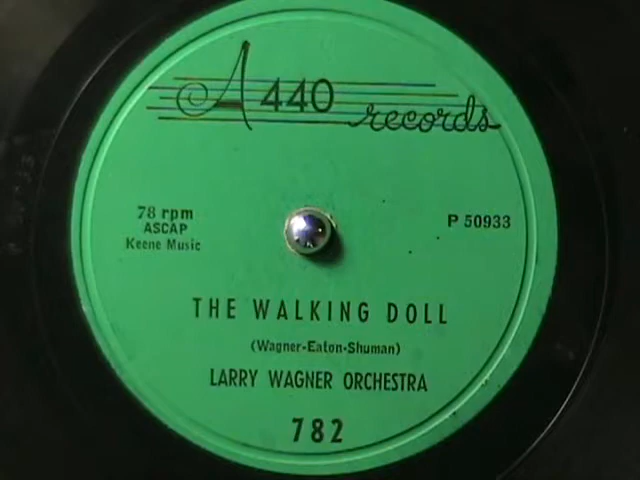 A 440 records
78 rpm
ASCAP
Keene Music
P 50933
THE WALKING DOLL
(Wagner-Eaton-Shuman)
LARRY WAGNER ORCHESTRA
782